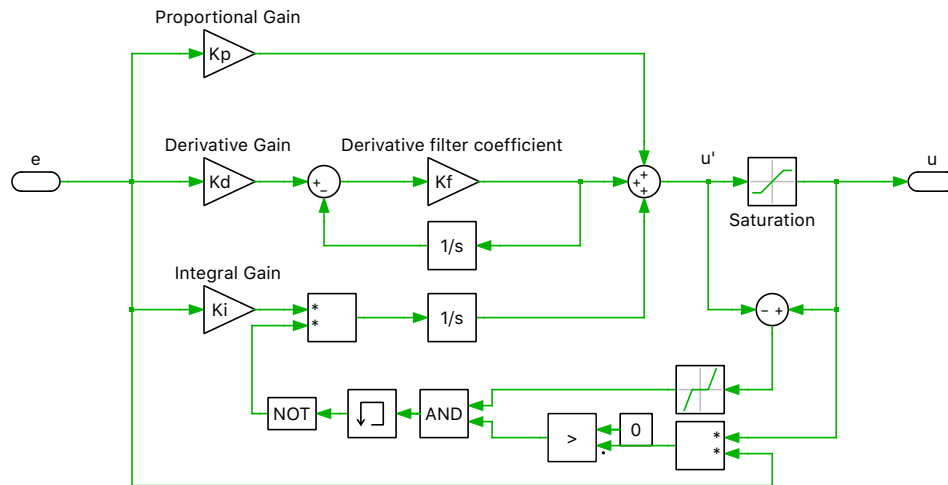 Proportional Gain
Kp
e
Derivative Gain
Derivative filter coefficient
u'
u
Kd
+
−
Kf
+
+
+
Saturation
1/s
Integral Gain
Ki
*
*
1/s
− +
NOT
AND
>
0
*
*